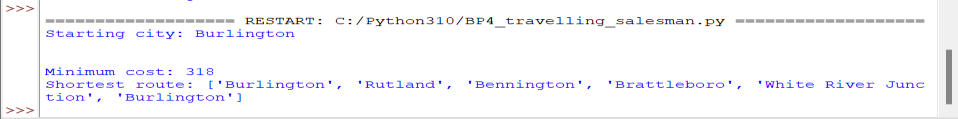 >>>
=================== RESTART: C:/Python310/BP4_travelling_salesman.py ===================
Starting city: Burlington
Minimum cost: 318
Shortest route: ['Burlington', 'Rutland', 'Bennington', 'Brattleboro', 'White River Junc
tion', 'Burlington']
>>>